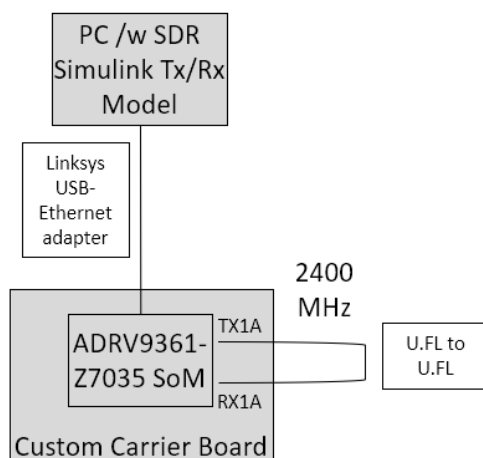 PC /w SDR
Simulink Tx/Rx
Model
Linksys
USB-
Ethernet
adapter
2400
MHz
TX1A
ADRV9361-
Z7035 SoM
RX1A
U.FL to
U.FL
Custom Carrier Board